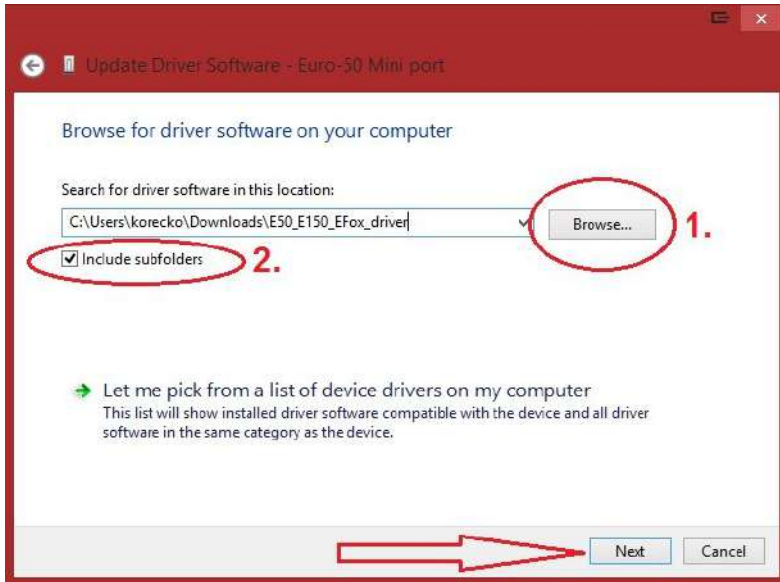 Update Driver Software - Euro-50 Mini port
Browse for driver software on your computer
Search for driver software in this location:
C:\Users\korecko\Downloads\E50_E150_EFox_driver
Browse...
1.
Include subfolders
2.
Let me pick from a list of device drivers on my computer
This list will show installed driver software compatible with the device and all driver
software in the same category as the device.
Next
Cancel